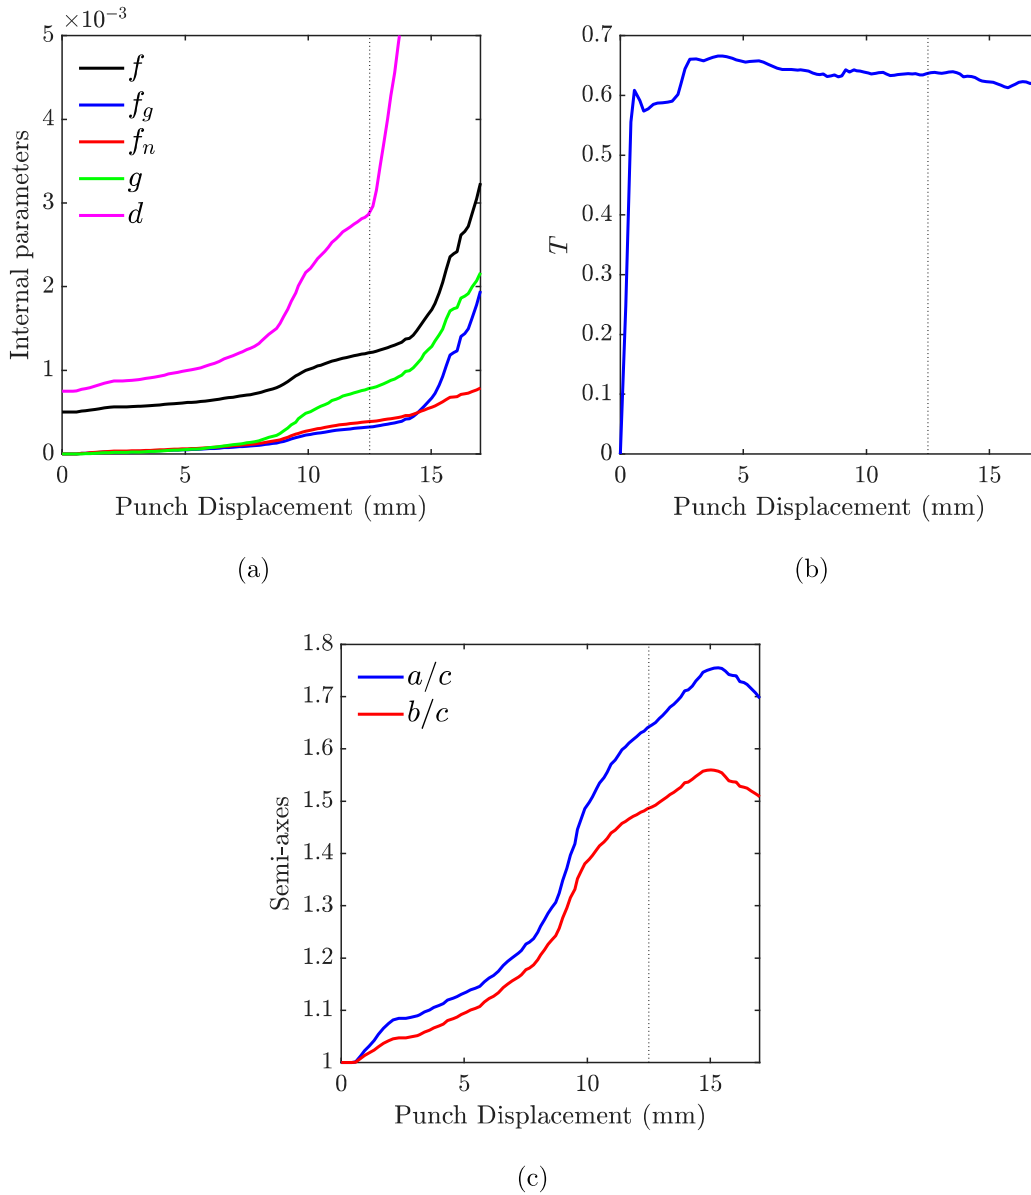 ×10⁻³
5
4
3
2
1
0
f
f_g
f_n
g
d
Internal parameters
0 5 10 15
Punch Displacement (mm)
(a)
0.7
0.6
0.5
0.4
0.3
0.2
0.1
0
T
0 5 10 15
Punch Displacement (mm)
(b)
1.8
1.7
1.6
1.5
1.4
1.3
1.2
1.1
1
a/c
b/c
Semi-axes
0 5 10 15
Punch Displacement (mm)
(c)